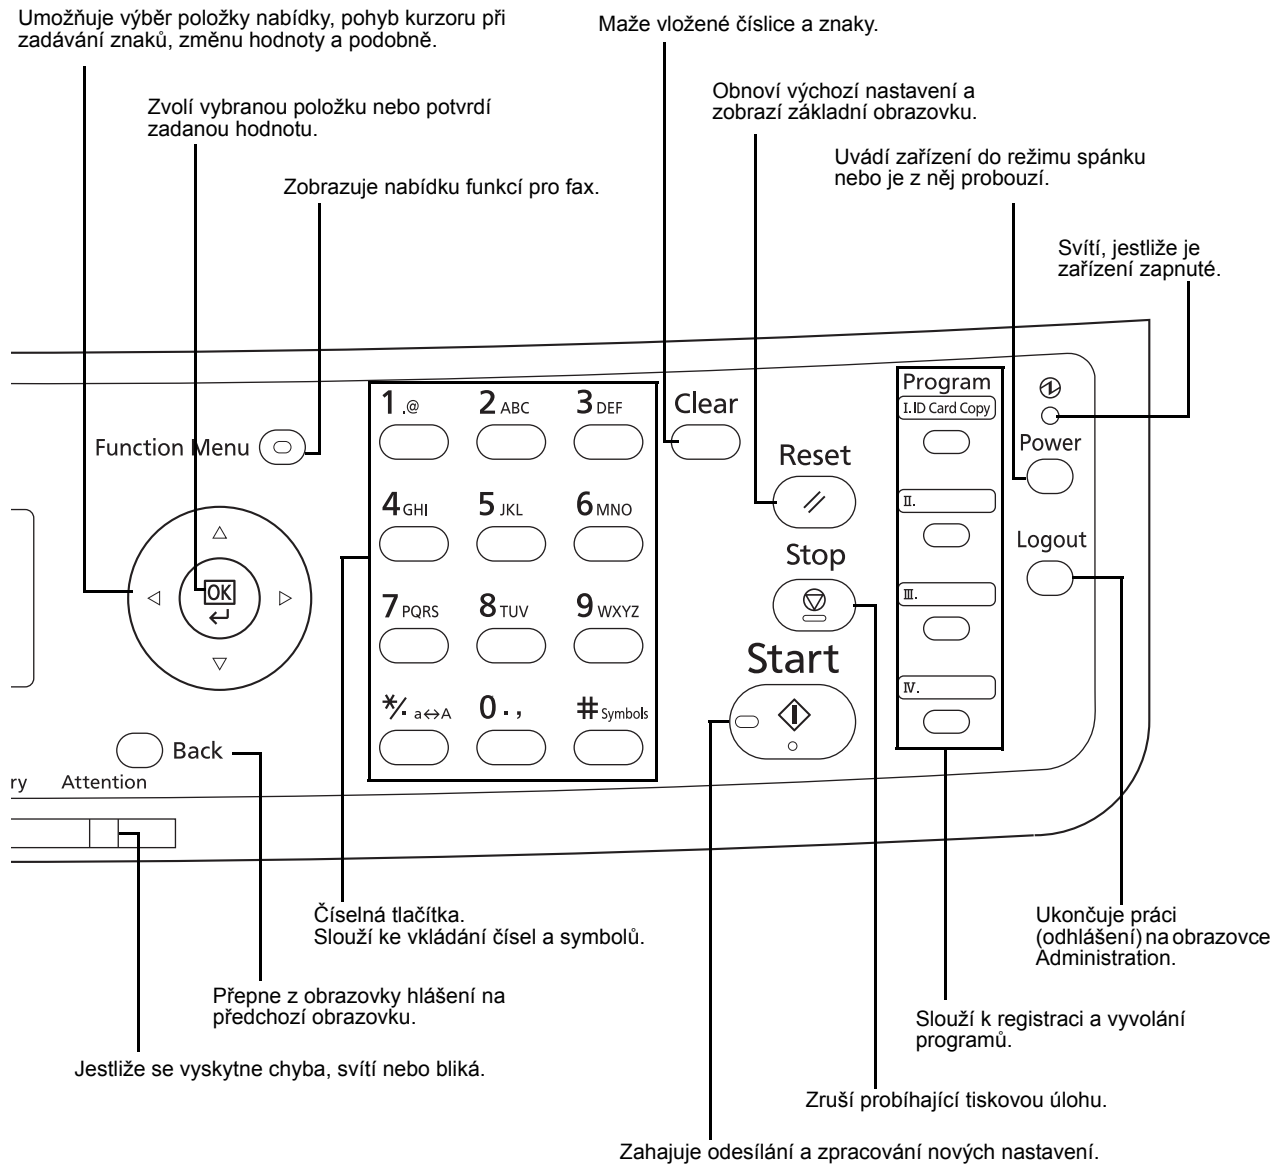 Umožňuje výběr položky nabídky, pohyb kurzoru při
zadávání znaků, změnu hodnoty a podobně.
Maže vložené číslice a znaky.
Zvolí vybranou položku nebo potvrdí
zadanou hodnotu.
Obnoví výchozí nastavení a
zobrazí základní obrazovku.
Zobrazuje nabídku funkcí pro fax.
Uvádí zařízení do režimu spánku
nebo je z něj probouzí.
Svítí, jestliže je
zařízení zapnuté.
Function Menu
1 .@
2 ABC
3 DEF
Clear
4 GHI
5 JKL
6 MNO
7 PQRS
8 TUV
9 WXYZ
*/. a↔A
0 . ,
# Symbols
OK
Back
ry
Attention
Reset
Stop
Start
Program
I. ID Card Copy
II.
III.
IV.
Power
Logout
Číselná tlačítka.
Slouží ke vkládání čísel a symbolů.
Ukončuje práci
(odhlášení) na obrazovce
Administration.
Přepne z obrazovky hlášení na
předchozí obrazovku.
Slouží k registraci a vyvolání
programů.
Jestliže se vyskytne chyba, svítí nebo bliká.
Zruší probíhající tiskovou úlohu.
Zahajuje odesílání a zpracování nových nastavení.